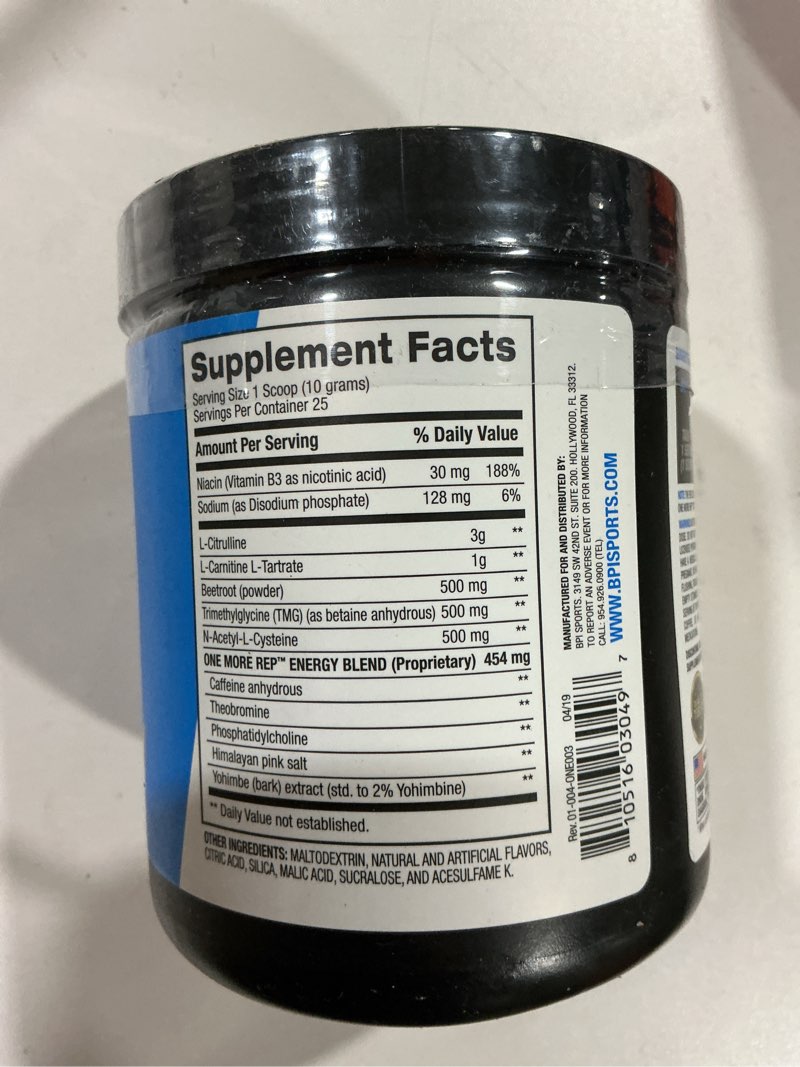 Supplement Facts
Serving Size 1 Scoop (10 grams)
Servings Per Container 25
Amount Per Serving % Daily Value
Niacin (Vitamin B3 as nicotinic acid) 30 mg 188%
Sodium (as Disodium phosphate) 128 mg 6%
L-Citrulline 3g **
L-Carnitine L-Tartrate 1g **
Beetroot (powder) 500 mg **
Trimethylglycine (TMG) (as betaine anhydrous) 500 mg **
N-Acetyl-L-Cysteine 500 mg **
ONE MORE REP™ ENERGY BLEND (Proprietary) 454 mg
Caffeine anhydrous **
Theobromine **
Phosphatidylcholine **
Himalayan pink salt **
Yohimbe (bark) extract (std. to 2% Yohimbine) **
** Daily Value not established.
OTHER INGREDIENTS: MALTODEXTRIN, NATURAL AND ARTIFICIAL FLAVORS,
CITRIC ACID, SILICA, MALIC ACID, SUCRALOSE, AND ACESULFAME K.
MANUFACTURED FOR AND DISTRIBUTED BY:
BPI SPORTS. 3149 SW 42ND ST. SUITE 200. HOLLYWOOD, FL 33312.
TO REPORT AN ADVERSE EVENT OR FOR MORE INFORMATION
CALL: 954.926.0900 (TEL)
WWW.BPISPORTS.COM
Rev. 01-004-ONE003 04/19
8 10516 03049 7